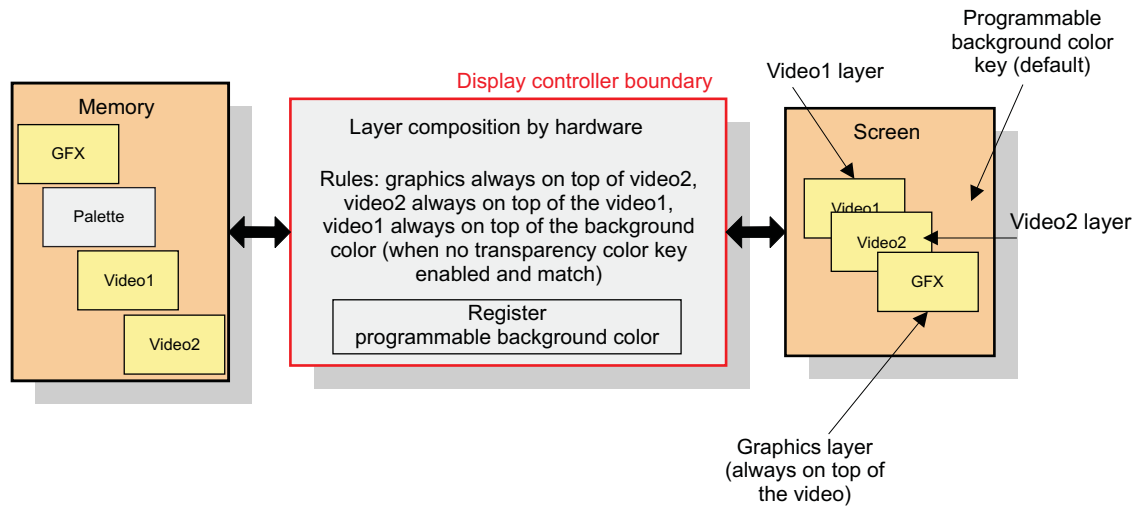 Memory
GFX
Palette
Video1
Video2
Display controller boundary
Layer composition by hardware
Rules: graphics always on top of video2,
video2 always on top of the video1,
video1 always on top of the background
color (when no transparency color key
enabled and match)
Register
programmable background color
Video1 layer
Programmable
background color
key (default)
Screen
Video1
Video2
GFX
Video2 layer
Graphics layer
(always on top of
the video)